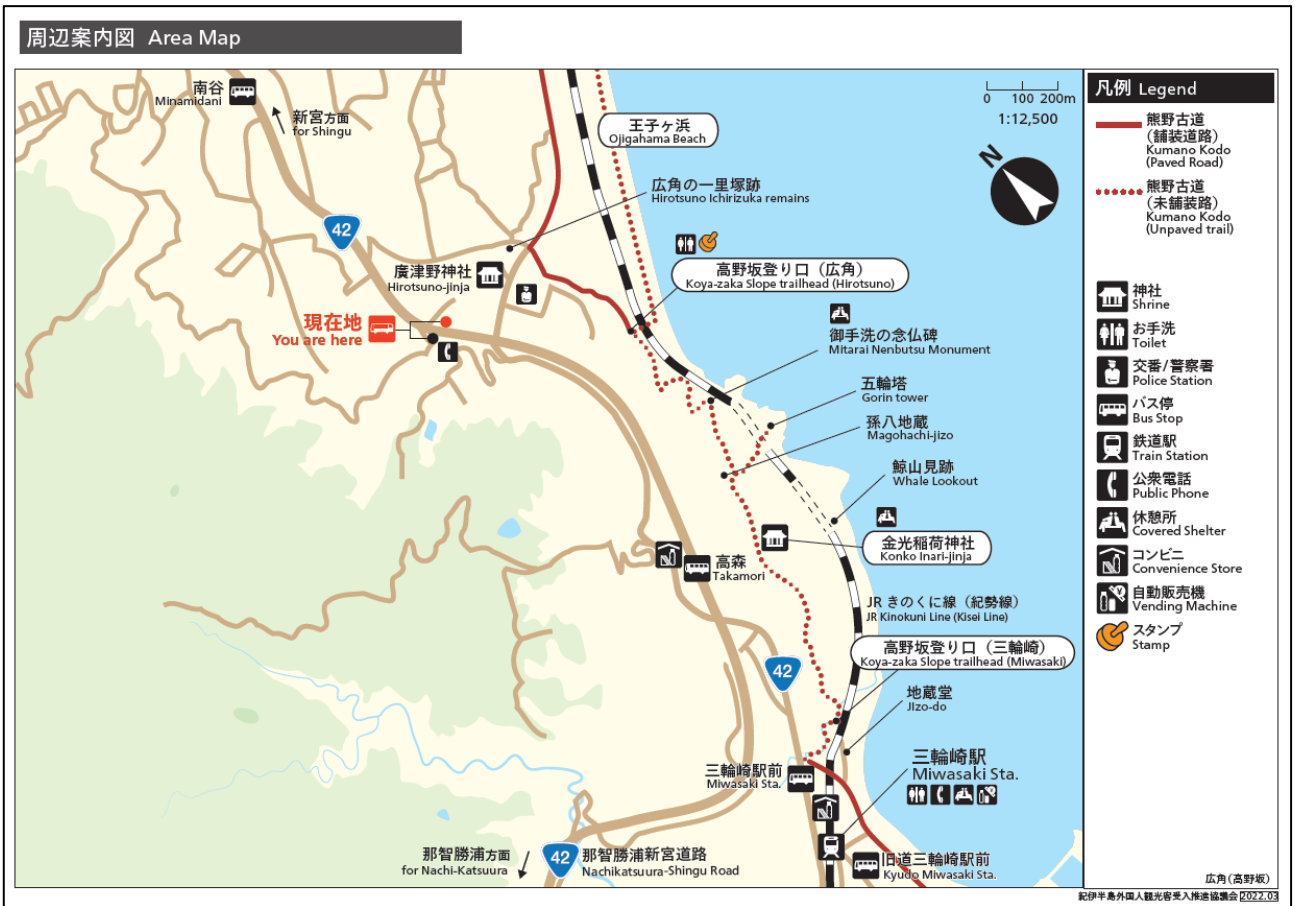 周辺案内図 Area Map
南谷
Minamidani
新宮方面
for Shingu
王子ヶ浜
Ojigahama Beach
0 100 200m
1:12,500
N
広角の一里塚跡
Hirotsuno Ichirizuka remains
42
廣津野神社
Hirotsuno-jinja
高野坂登り口（広角）
Koya-zaka Slope trailhead (Hirotsuno)
現在地
You are here
御手洗の念仏碑
Mitarai Nenbutsu Monument
五輪塔
Gorin tower
孫八地蔵
Magohachi-jizo
鯨山見跡
Whale Lookout
金光稲荷神社
Konko Inari-jinja
高森
Takamori
JR きのくに線（紀勢線）
JR Kinokuni Line (Kisei Line)
高野坂登り口（三輪崎）
Koya-zaka Slope trailhead (Miwasaki)
42
地蔵堂
Jizo-do
三輪崎駅
Miwasaki Sta.
三輪崎駅前
Miwasaki Sta.
那智勝浦方面
for Nachi-Katsuura
42
那智勝浦新宮道路
Nachikatsuura-Shingu Road
旧道三輪崎駅前
Kyudo Miwasaki Sta.
凡例 Legend
熊野古道
(舗装道路)
Kumano Kodo
(Paved Road)
熊野古道
(未舗装路)
Kumano Kodo
(Unpaved trail)
神社
Shrine
お手洗
Toilet
交番/警察署
Police Station
バス停
Bus Stop
鉄道駅
Train Station
公衆電話
Public Phone
休憩所
Covered Shelter
コンビニ
Convenience Store
自動販売機
Vending Machine
スタンプ
Stamp
広角(高野坂)
紀伊半島外国人観光客受入推進協議会 2022.03